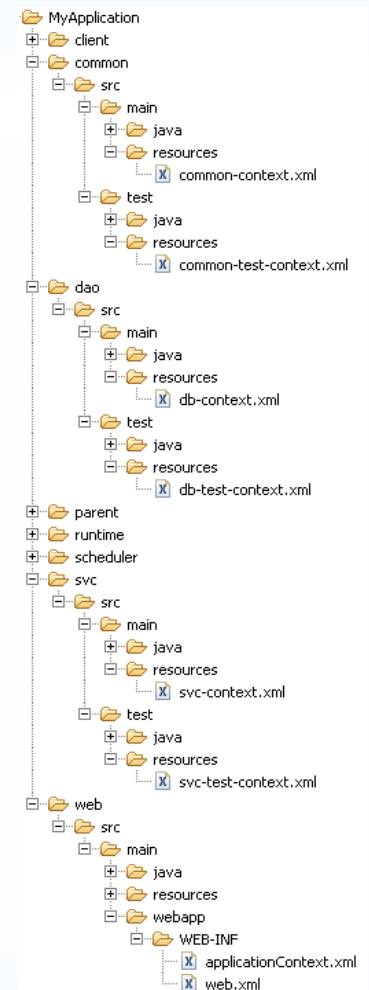 MyApplication
client
common
src
main
java
resources
common-context.xml
test
java
resources
common-test-context.xml
dao
src
main
java
resources
db-context.xml
test
java
resources
db-test-context.xml
parent
runtime
scheduler
svc
src
main
java
resources
svc-context.xml
test
java
resources
svc-test-context.xml
web
src
main
java
resources
webapp
WEB-INF
applicationContext.xml
web.xml